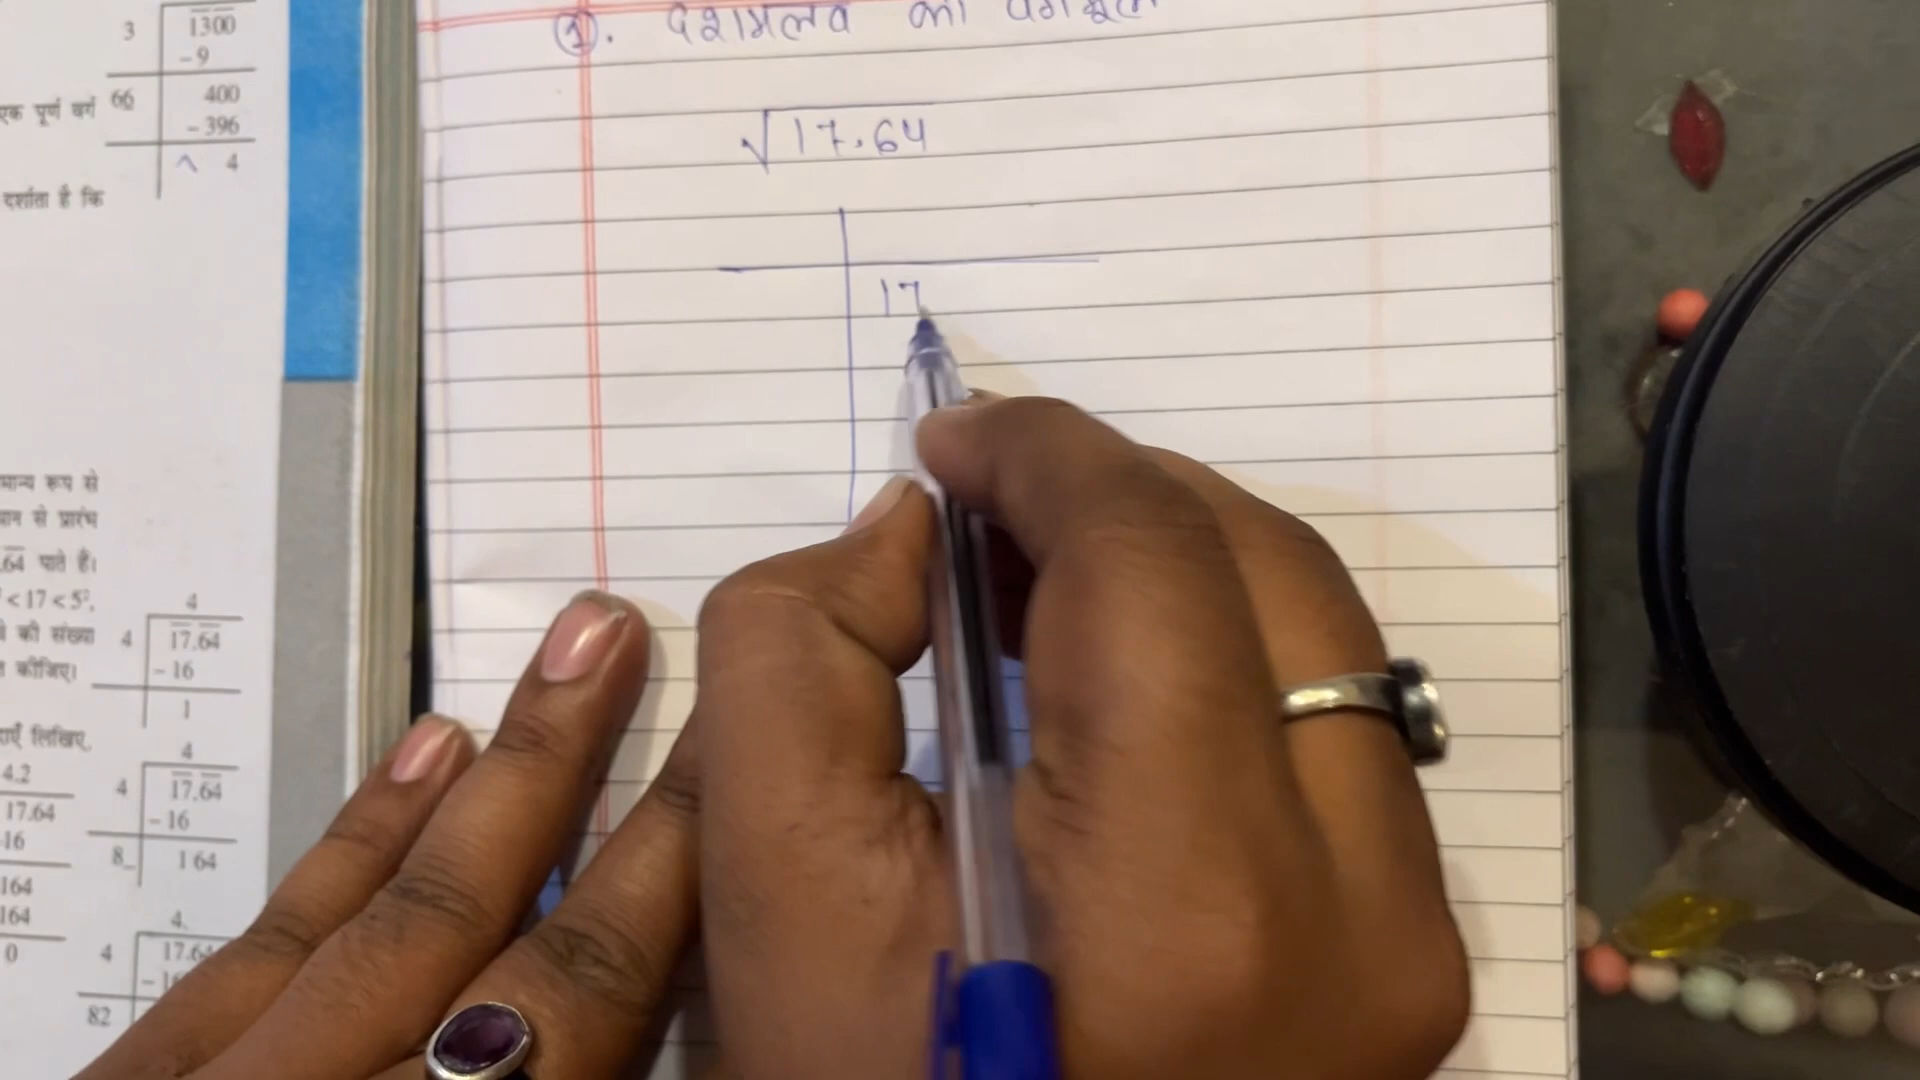 3 1300
-9
एक पूर्ण वर्ग 66 400
-396
^ 4
दर्शाता है कि
रूप से
से प्रारंभ
.64 पाते हैं।
<17<5²,
की संख्या
कीजिए।
4
4 17.64
-16
1
लिखिए,
4.2
17.64
16
164
164
0
4
4 17.64
-16
8_ 164
4.
4 17.64
82
1. दशमलव का वर्गमूल
√17.64
17